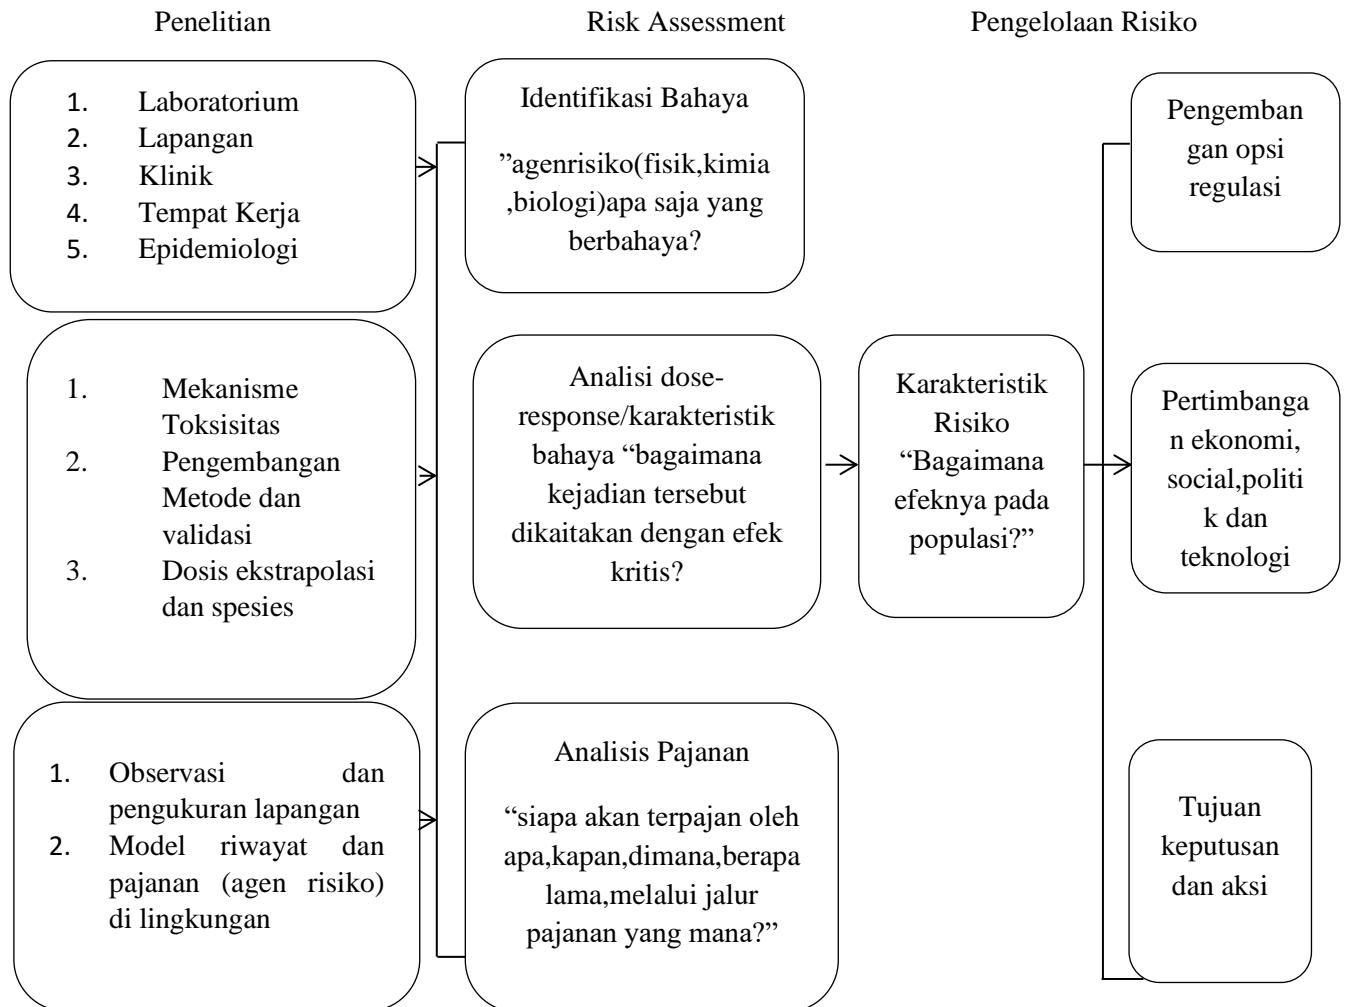 Penelitian
Risk Assessment
Pengelolaan Risiko
1. Laboratorium
2. Lapangan
3. Klinik
4. Tempat Kerja
5. Epidemiologi
Identifikasi Bahaya
”agenrisiko(fisik,kimia
,biologi)apa saja yang
berbahaya?
Pengemban
gan opsi
regulasi
1. Mekanisme
Toksisitas
2. Pengembangan
Metode dan
validasi
3. Dosis ekstrapolasi
dan spesies
Analisi dose-
response/karakteristik
bahaya “bagaimana
kejadian tersebut
dikaitakan dengan efek
kritis?
Karakteristik
Risiko
“Bagaimana
efeknya pada
populasi?”
Pertimbanga
n ekonomi,
social,politi
k dan
teknologi
1. Observasi dan
pengukuran lapangan
2. Model riwayat dan
pajanan (agen risiko)
di lingkungan
Analisis Pajanan
“siapa akan terpajan oleh
apa,kapan,dimana,berapa
lama,melalui jalur
pajanan yang mana?”
Tujuan
keputusan
dan aksi